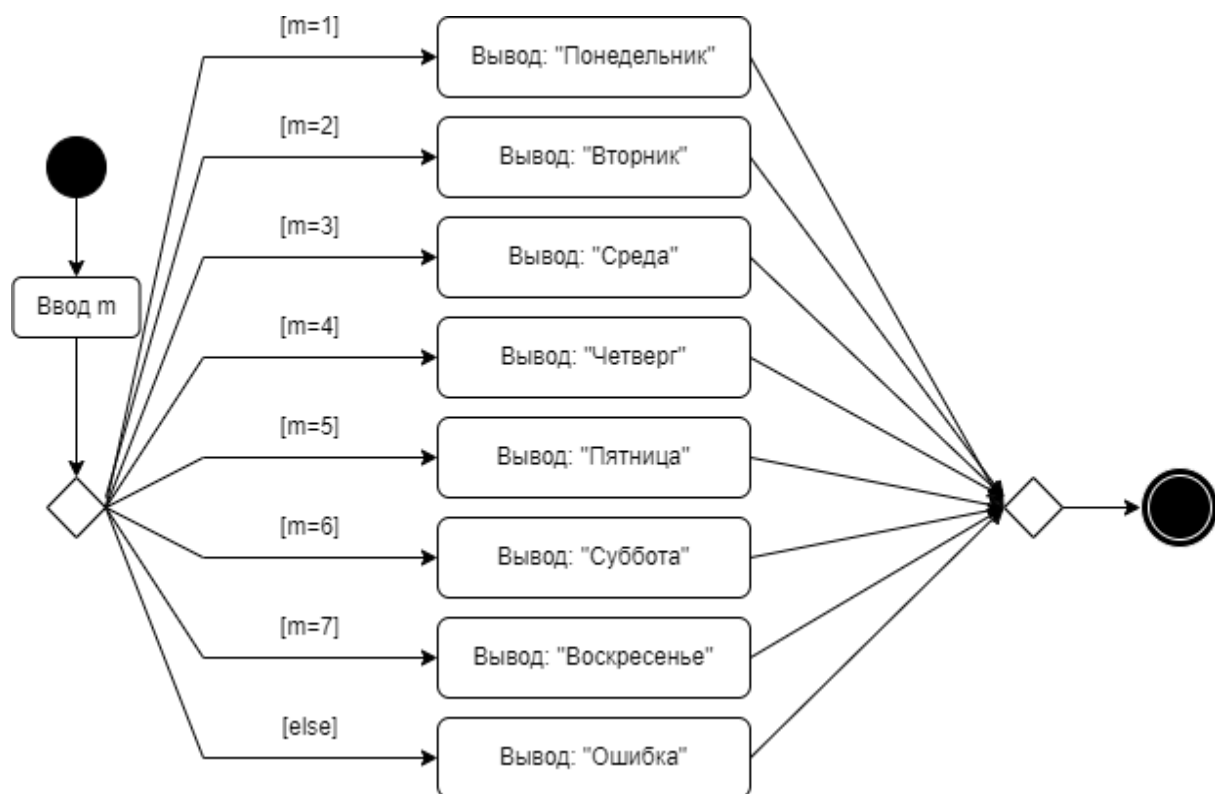 [m=1]
Вывод: "Понедельник"
[m=2]
Вывод: "Вторник"
[m=3]
Вывод: "Среда"
Ввод m
[m=4]
Вывод: "Четверг"
[m=5]
Вывод: "Пятница"
[m=6]
Вывод: "Суббота"
[m=7]
Вывод: "Воскресенье"
[else]
Вывод: "Ошибка"